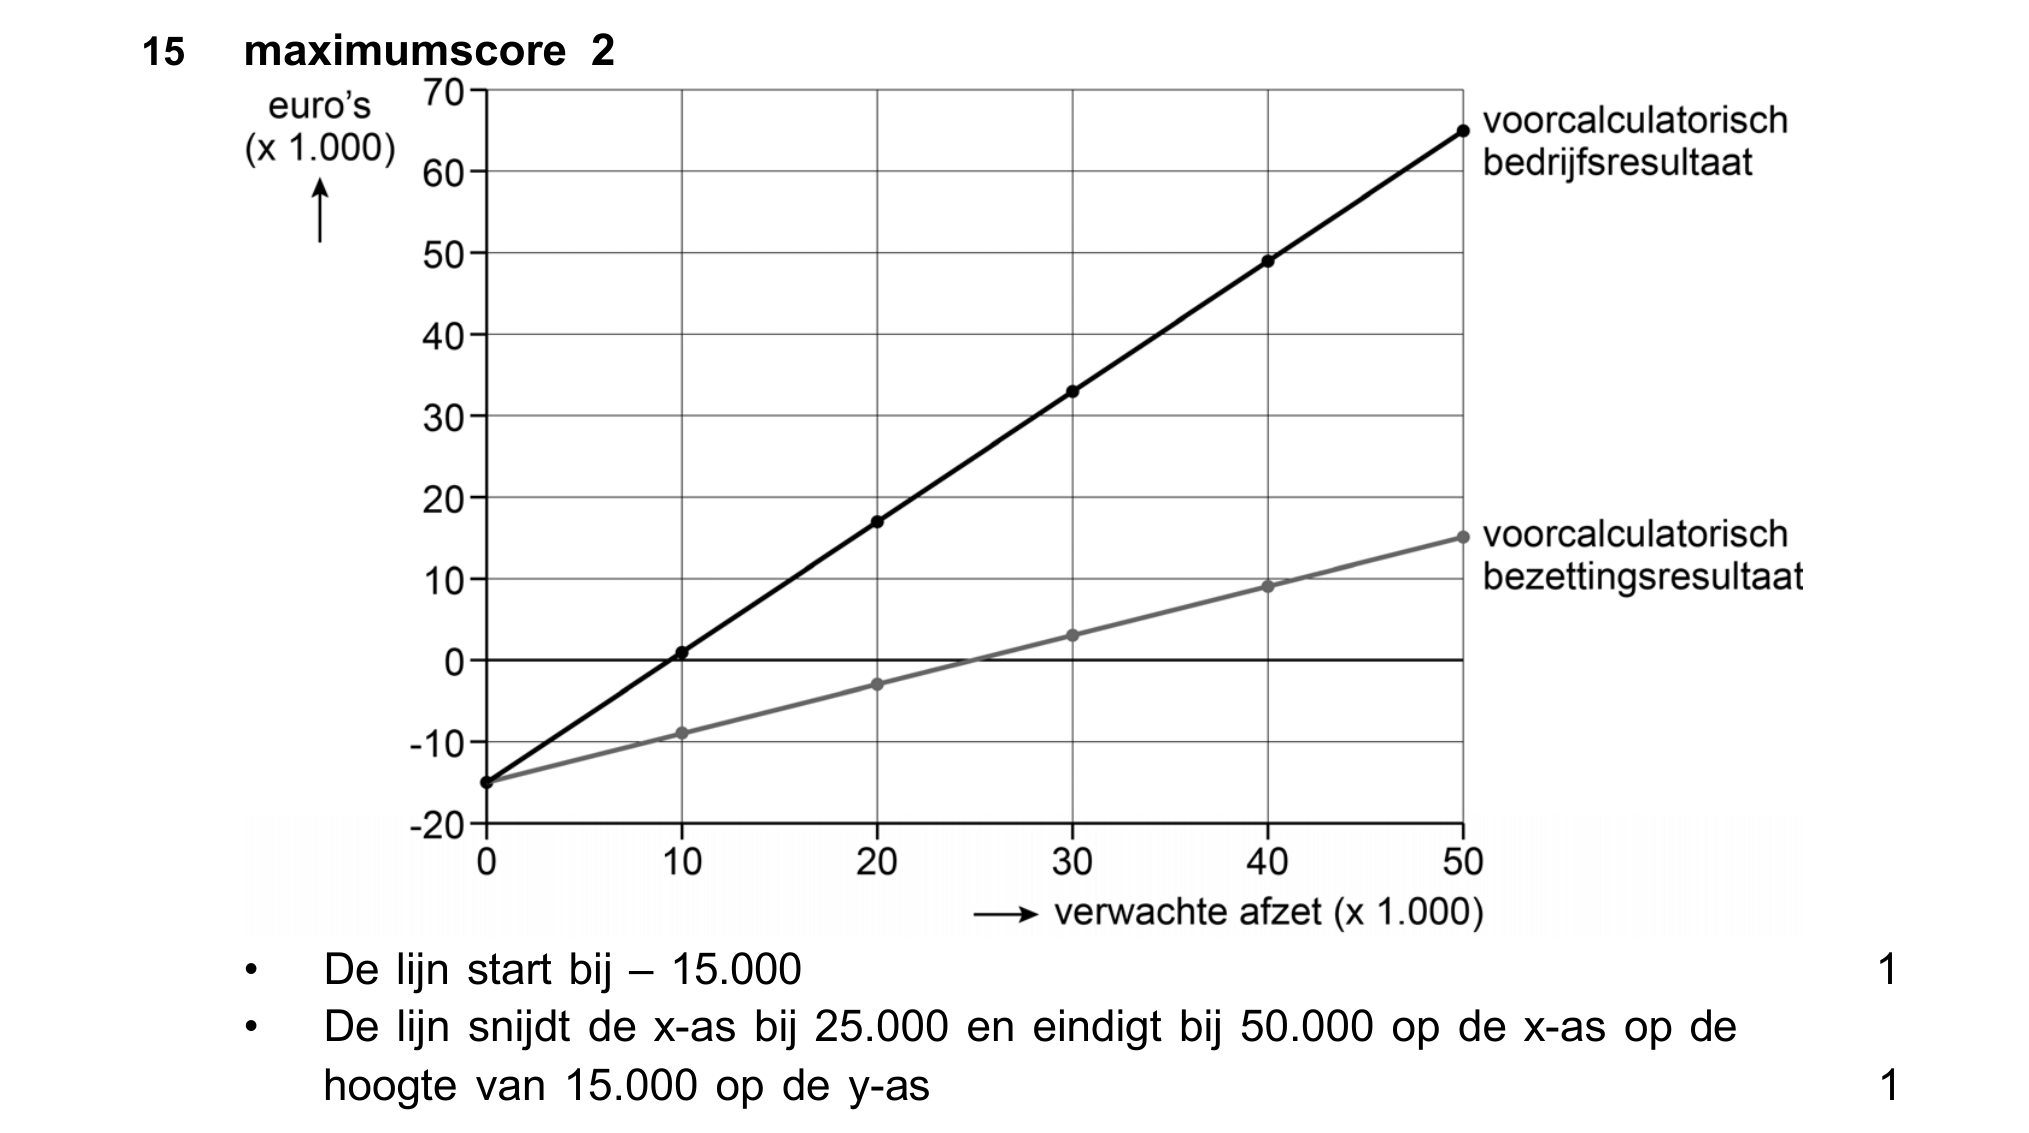 15 maximumscore 2
euro’s
(x 1.000)
70
60
50
40
30
20
10
0
-10
-20
voorcalculatorisch
bedrijfsresultaat
voorcalculatorisch
bezettingsresultaat
0 10 20 30 40 50
verwachte afzet (x 1.000)
• De lijn start bij – 15.000 1
• De lijn snijdt de x-as bij 25.000 en eindigt bij 50.000 op de x-as op de
hoogte van 15.000 op de y-as 1